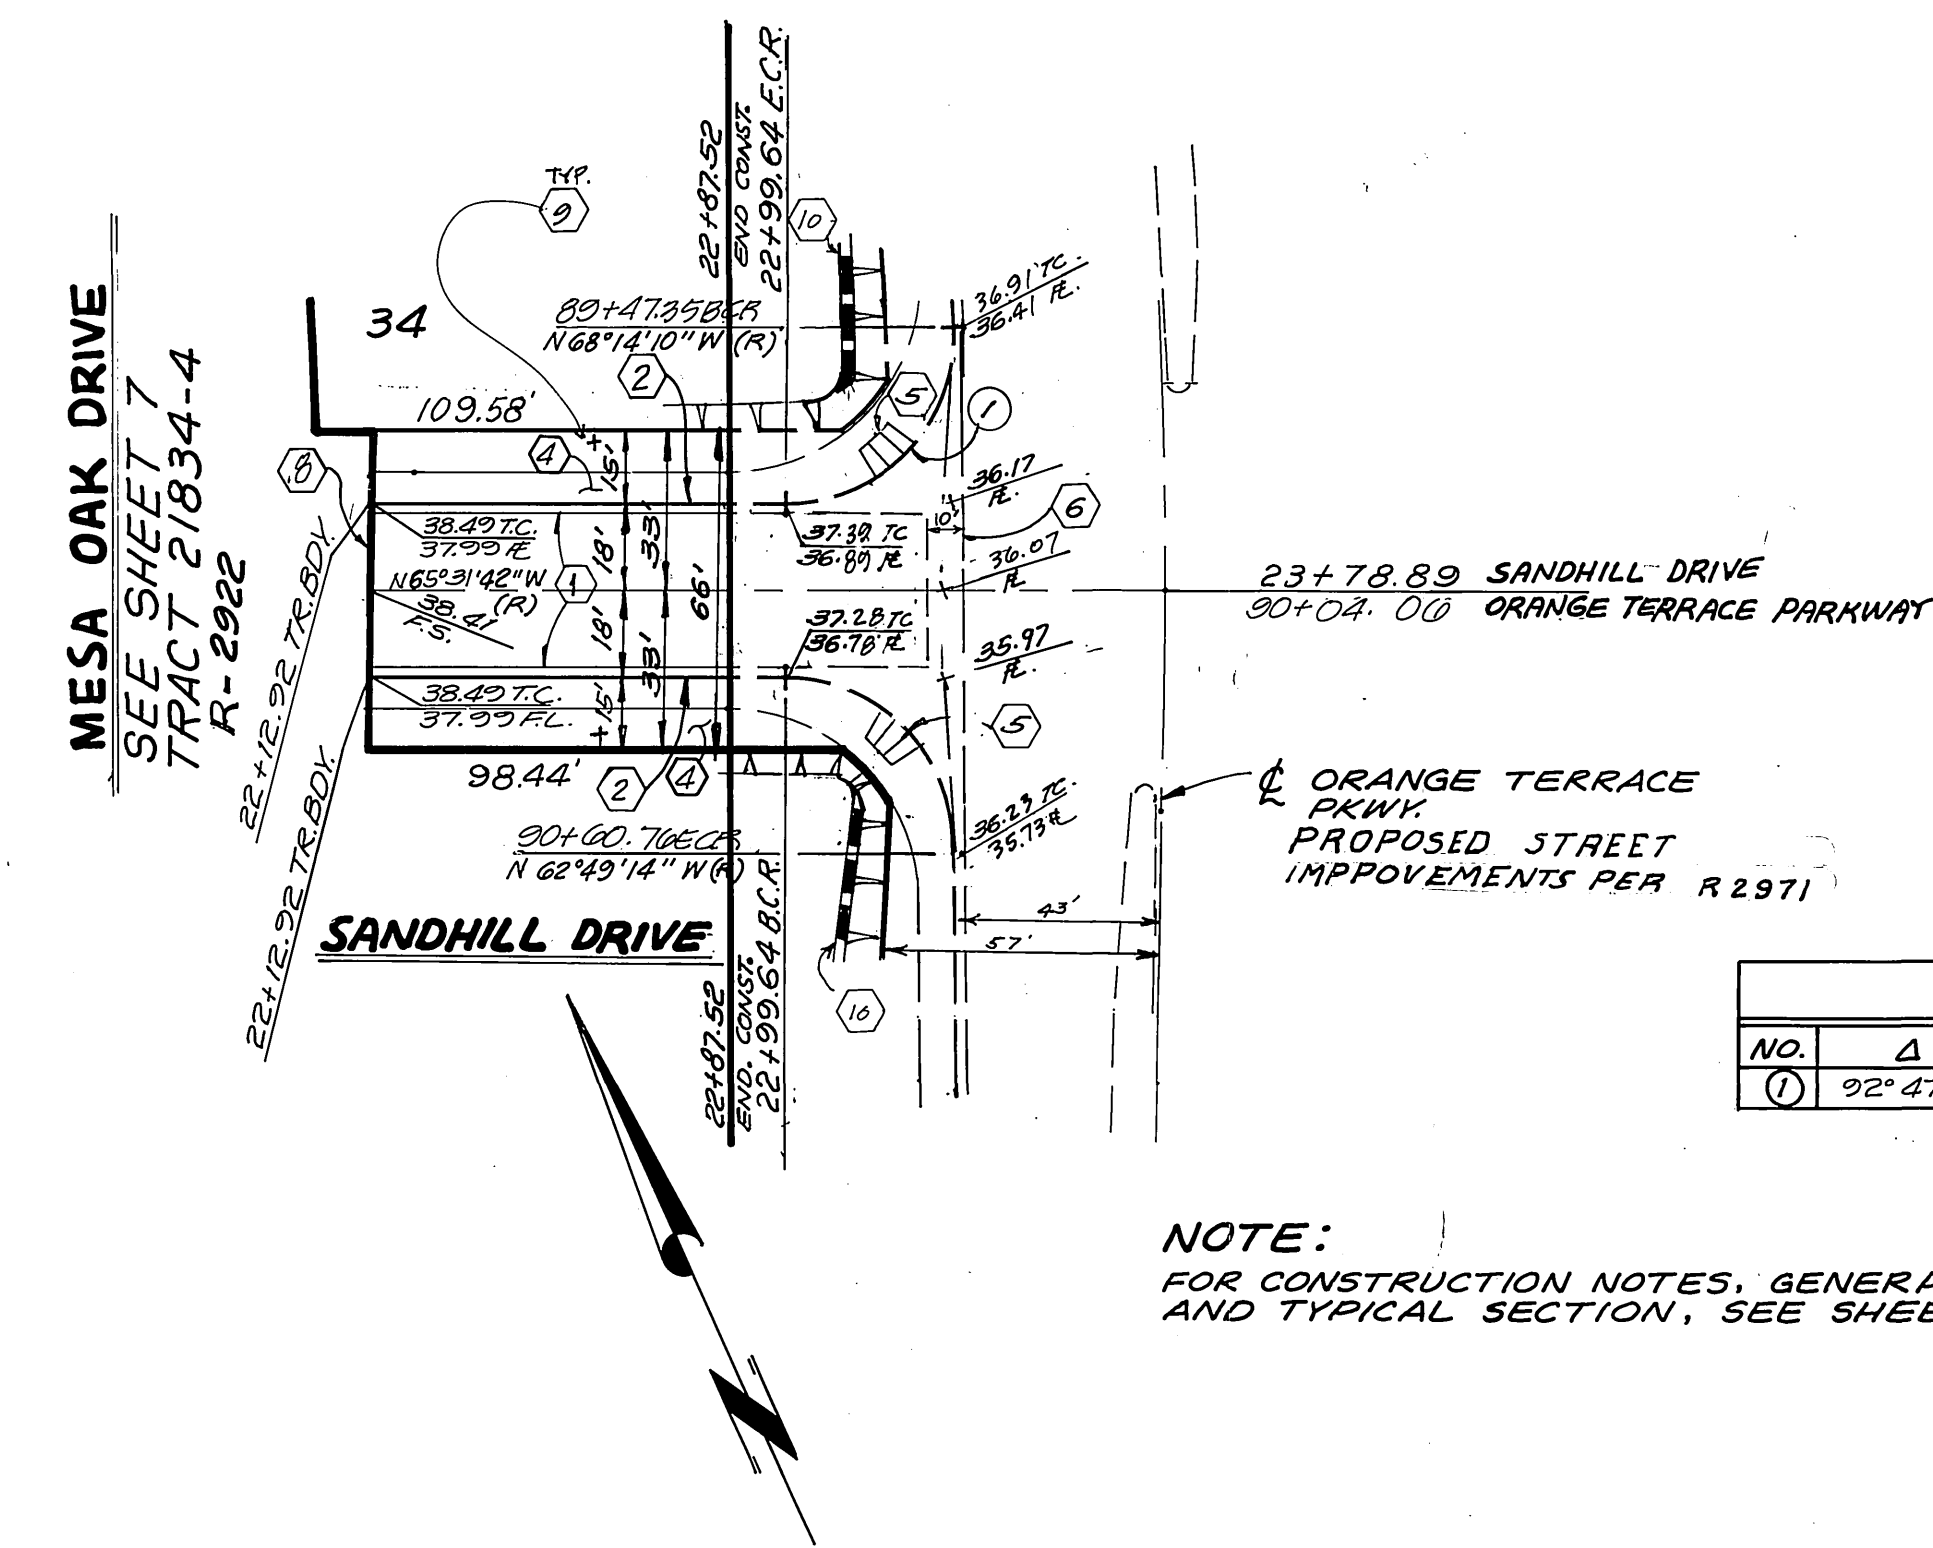 MESA OAK DRIVE
SEE SHEET 7
TRACT 21834-4
R-2922
22+12.92 TR.BDY.
22+12.92 TR.BDY.
TYP.
9
34
109.58'
22+87.52
END CONST.
22+99.64 E.C.R.
10
89+47.35 BCR
N68°14'10"W (R)
2
5
1
36.91 TC.
36.41 FL.
8
4
+
15'
38.49 T.C.
37.99 FL
N65°31'42"W
(R)
38.41
F.S.
1
18'
33'
66'
18'
33'
+15'
37.39 TC
36.89 FL
10'
36.17
FL.
6
36.07
FL
37.28 TC
36.78 FL
35.97
FL.
23+78.89 SANDHILL DRIVE
90+04.06 ORANGE TERRACE PARKWAY
38.49 T.C.
37.99 F.L.
98.44'
2
4
5
36.23 TC.
35.73 FL
90+60.76 ECR
N 62°49'14" W (R)
℄ ORANGE TERRACE
PKWY.
PROPOSED STREET
IMPPOVEMENTS PER R 2971
43'
57'
SANDHILL DRIVE
22+87.52
END. CONST.
22+99.64 B.C.R.
10
NO. Δ
1 92°47
NOTE:
FOR CONSTRUCTION NOTES, GENERA
AND TYPICAL SECTION, SEE SHEE